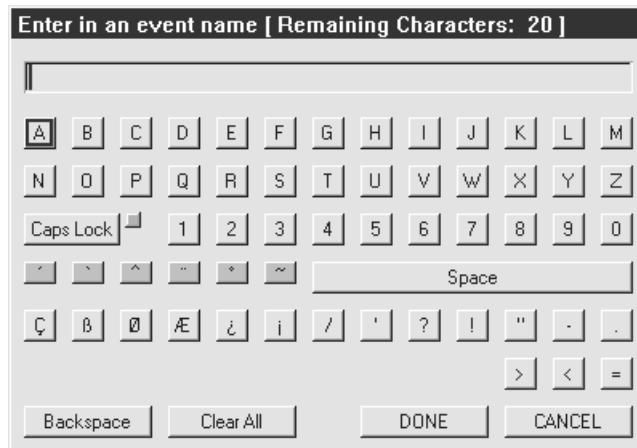 Enter in an event name [ Remaining Characters: 20 ]
A B C D E F G H I J K L M
N O P Q R S T U V W X Y Z
Caps Lock 1 2 3 4 5 6 7 8 9 0
´ ` ^ ¨ ° ~ Space
Ç ß Ø Æ ¿ ¡ / ' ? ! " - .
> < =
Backspace Clear All DONE CANCEL